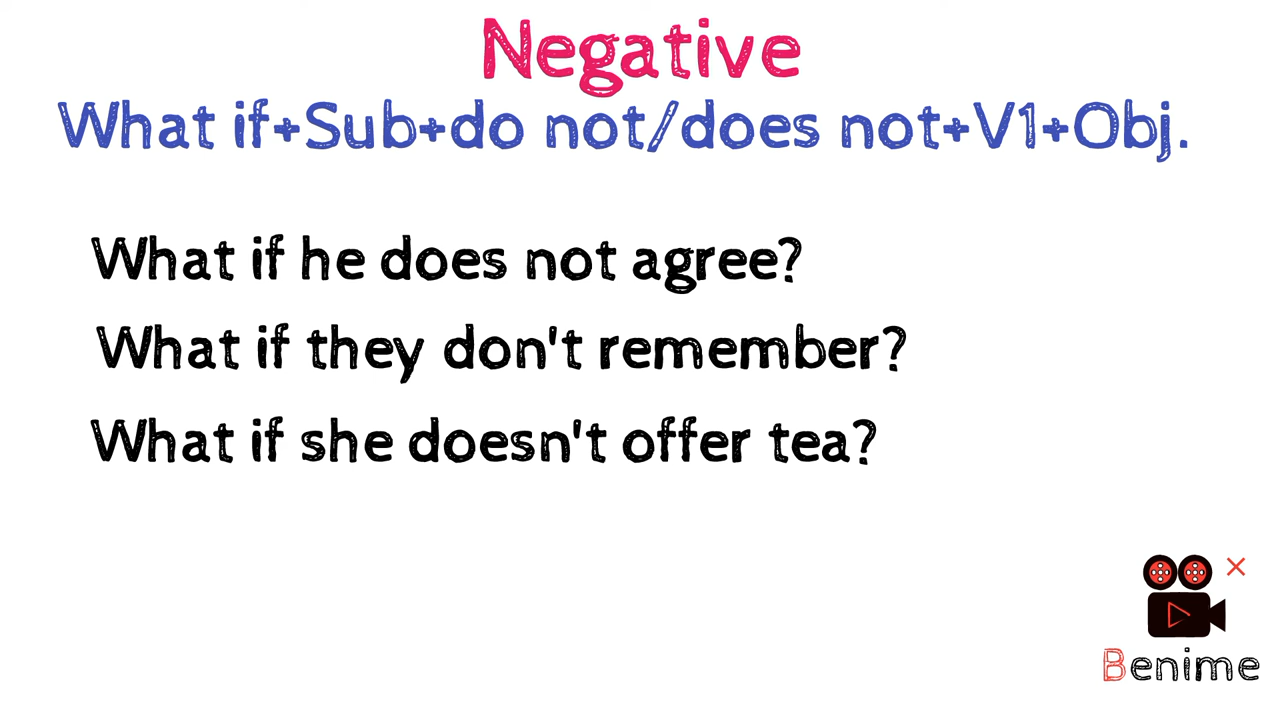 Negative
What if+Sub+do not/does not+V1+Obj.
What if he does not agree?
What if they don't remember?
What if she doesn't offer tea?
Benime